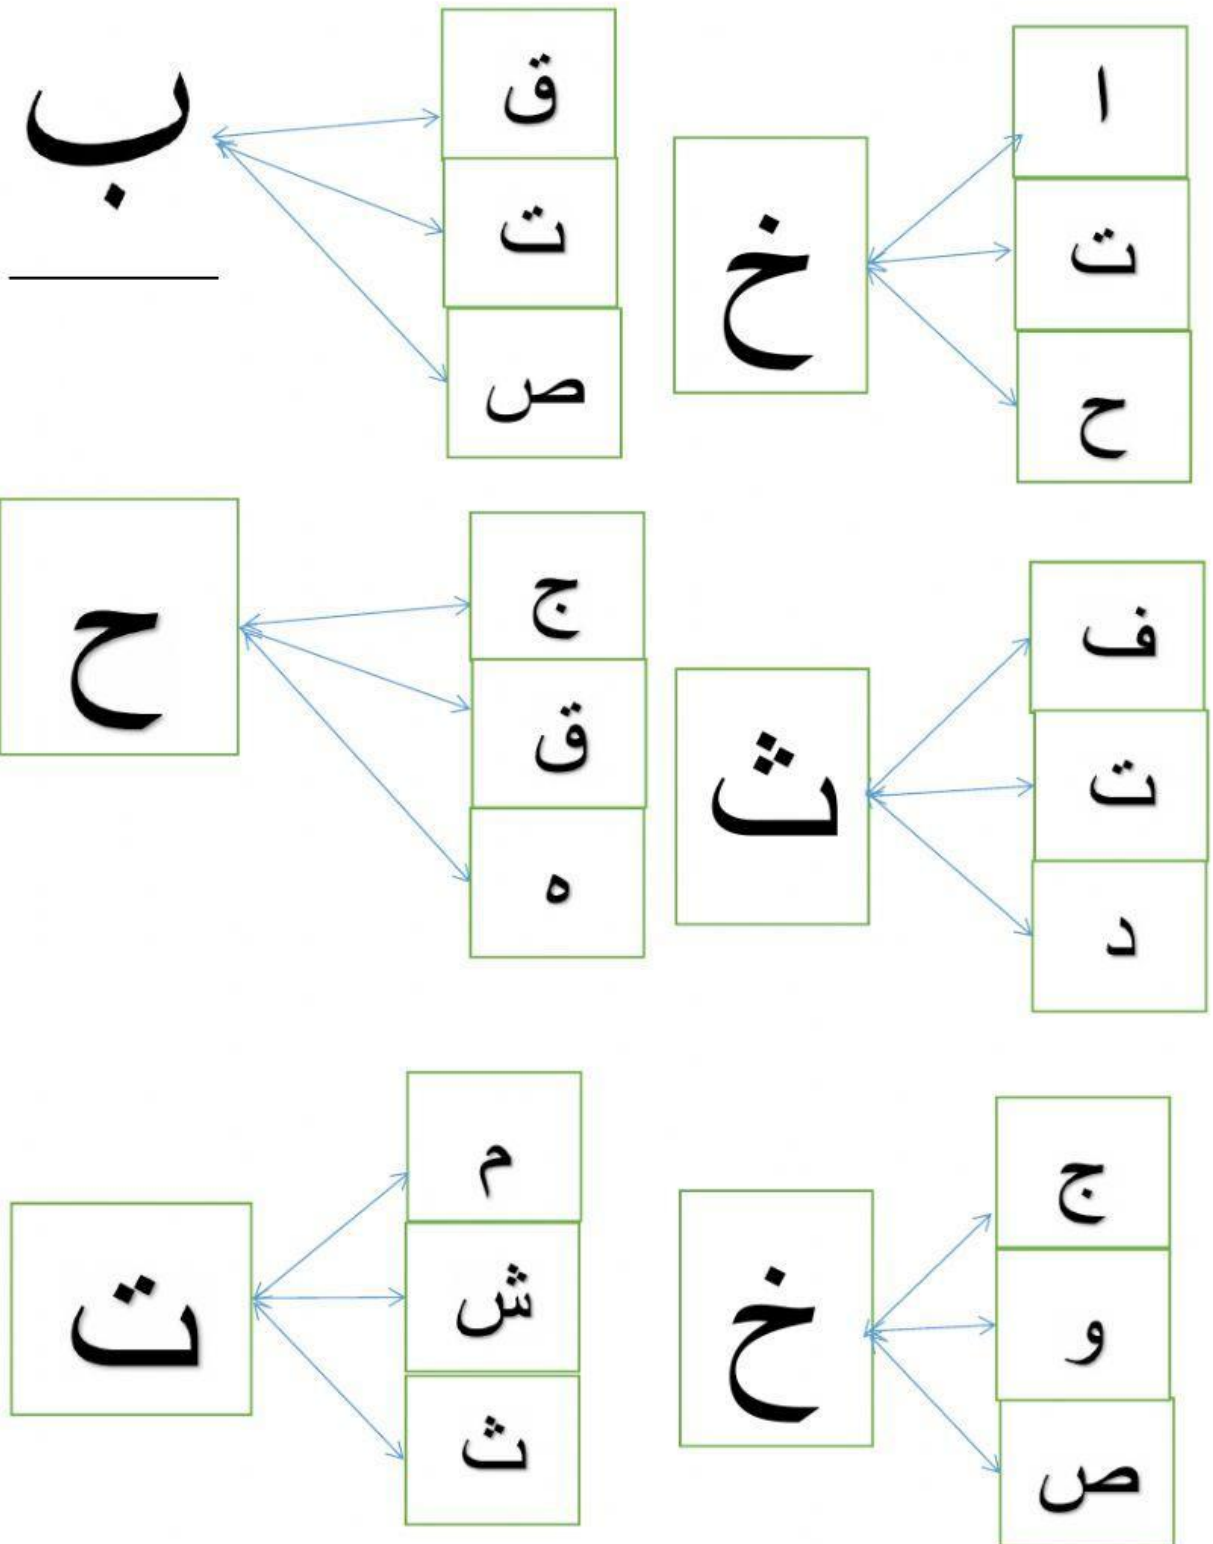 ب
ق
ت
ص
خ
ا
ت
ح
ح
ج
ق
ه
ث
ف
ت
د
ت
م
ش
ث
خ
ج
و
ص